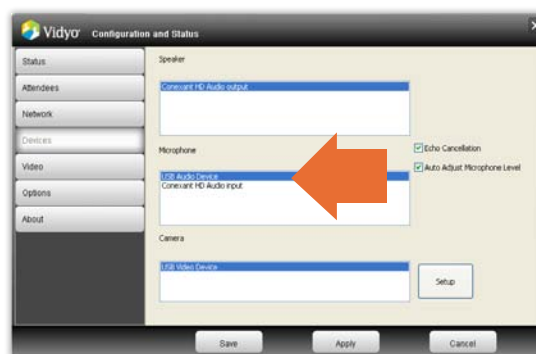 Vidyo Configuration and Status
Status
Attendees
Network
Devices
Video
Options
About
Speaker
Conexant HD Audio output
Microphone
USB Audio Device
Conexant HD Audio input
Echo Cancellation
Auto Adjust Microphone Level
Camera
USB Video Device
Setup
Save
Apply
Cancel